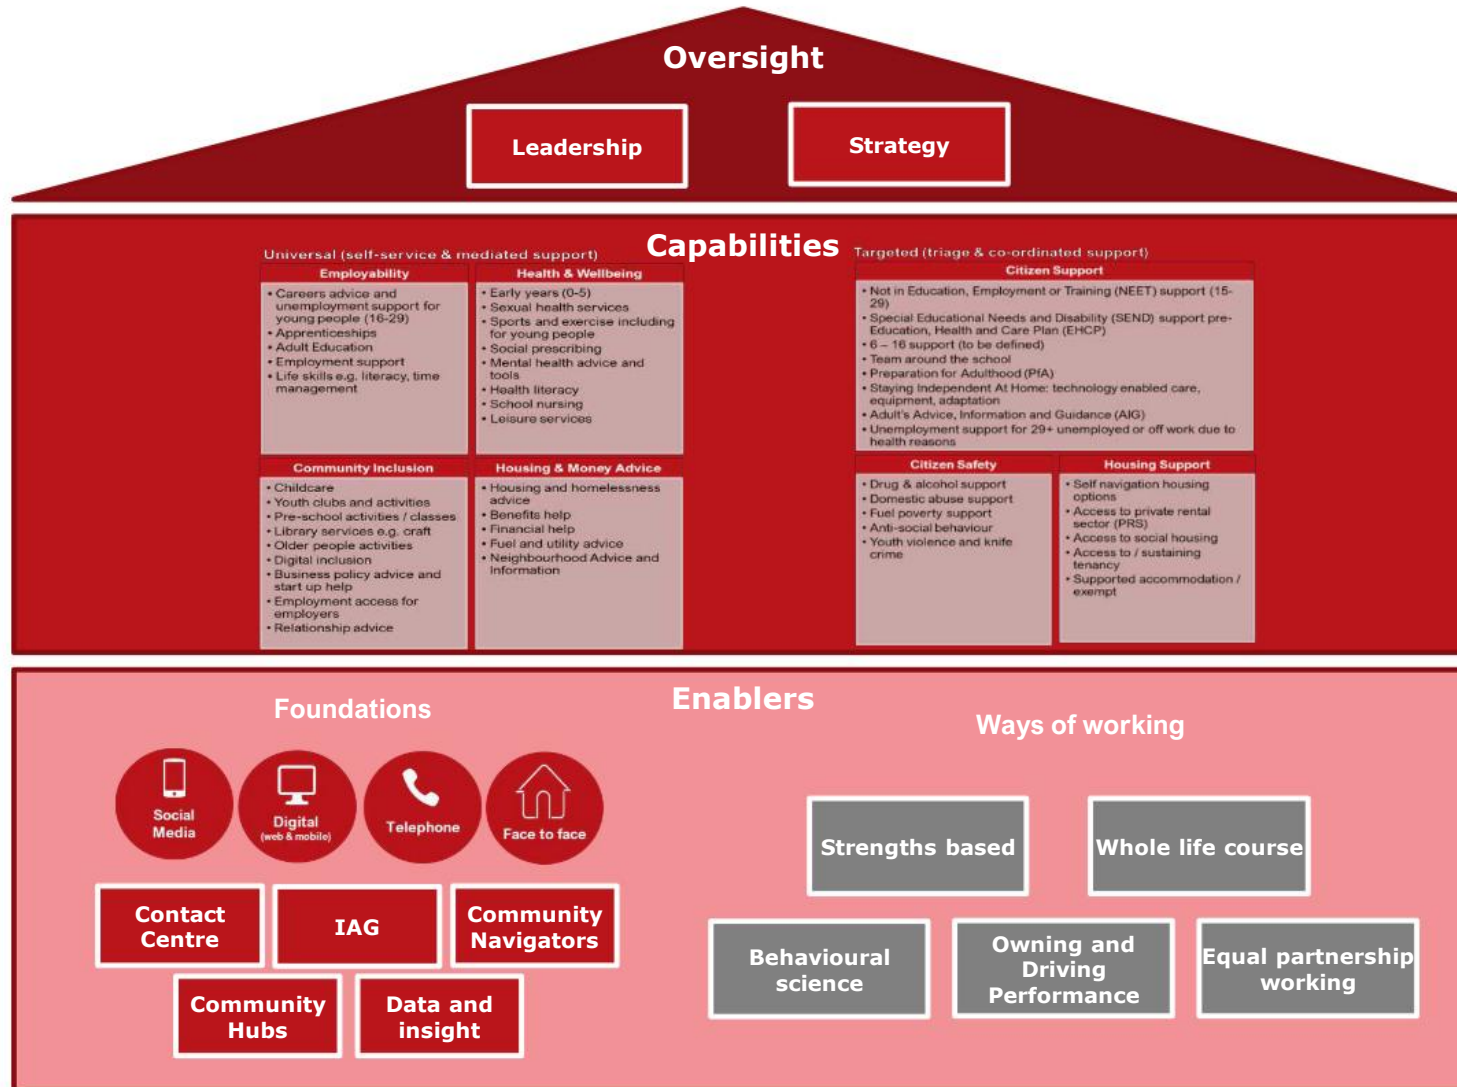 Oversight
Leadership
Strategy
Capabilities
Universal (self-service & mediated support)
Employability
• Careers advice and
unemployment support for
young people (16-29)
• Apprenticeships
• Adult Education
• Employment support
• Life skills e.g. literacy, time
management
Health & Wellbeing
• Early years (0-5)
• Sexual health services
• Sports and exercise including
for young people
• Social prescribing
• Mental health advice and
tools
• Health literacy
• School nursing
• Leisure services
Community Inclusion
• Childcare
• Youth clubs and activities
• Pre-school activities / classes
• Library services e.g. craft
• Older people activities
• Digital inclusion
• Business policy advice and
start up help
• Employment access for
employers
• Relationship advice
Housing & Money Advice
• Housing and homelessness
advice
• Benefits help
• Financial help
• Fuel and utility advice
• Neighbourhood Advice and
Information
Targeted (triage & co-ordinated support)
Citizen Support
• Not in Education, Employment or Training (NEET) support (15-
29)
• Special Educational Needs and Disability (SEND) support pre-
Education, Health and Care Plan (EHCP)
• 6 – 16 support (to be defined)
• Team around the school
• Preparation for Adulthood (PfA)
• Staying Independent At Home: technology enabled care,
equipment, adaptation
• Adult's Advice, Information and Guidance (AIG)
• Unemployment support for 29+ unemployed or off work due to
health reasons
Citizen Safety
• Drug & alcohol support
• Domestic abuse support
• Fuel poverty support
• Anti-social behaviour
• Youth violence and knife
crime
Housing Support
• Self navigation housing
options
• Access to private rental
sector (PRS)
• Access to social housing
• Access to / sustaining
tenancy
• Supported accommodation /
exempt
Enablers
Foundations
Social
Media
Digital
(web & mobile)
Telephone
Face to face
Contact
Centre
IAG
Community
Navigators
Community
Hubs
Data and
insight
Ways of working
Strengths based
Whole life course
Behavioural
science
Owning and
Driving
Performance
Equal partnership
working